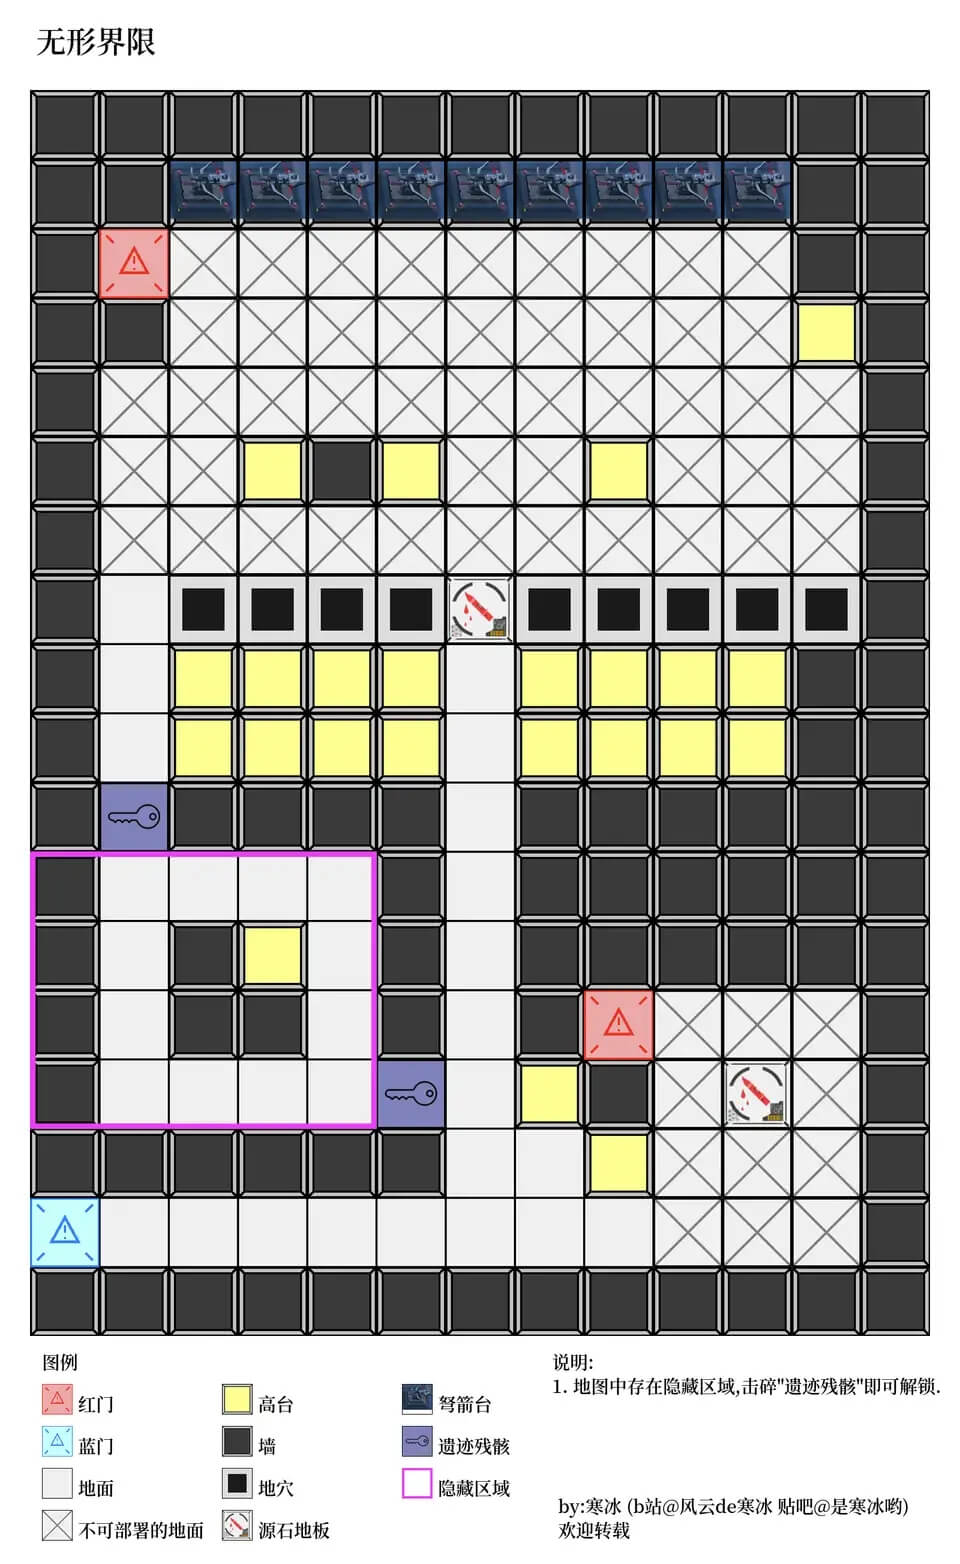 无形界限
图例
红门
高台
弩箭台
蓝门
墙
遗迹残骸
地面
地穴
隐藏区域
不可部署的地面
源石地板
说明:
1. 地图中存在隐藏区域,击碎"遗迹残骸"即可解锁.
by:寒冰 (b站@风云de寒冰 贴吧@是寒冰哟)
欢迎转载